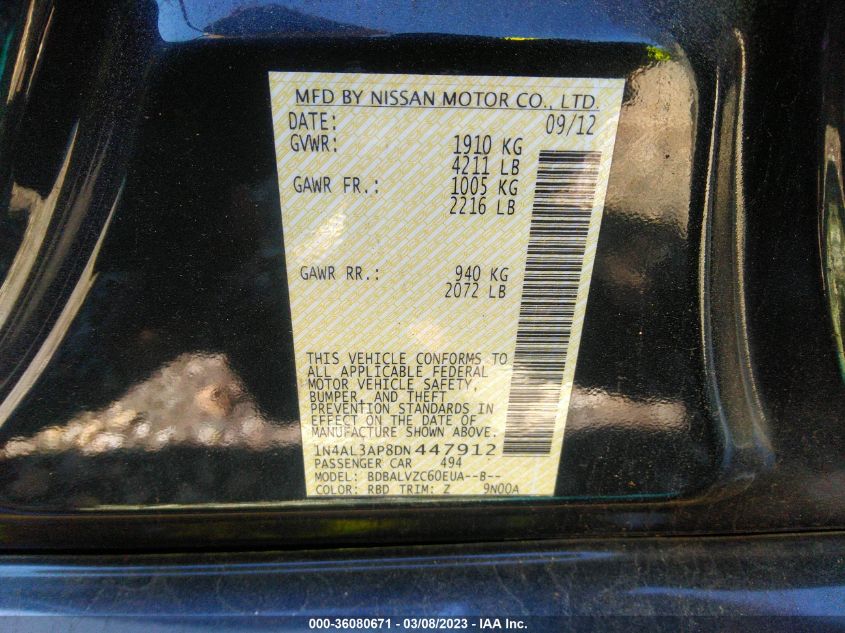 MFD BY NISSAN MOTOR CO., LTD.
DATE: 09/12
GVWR: 1910 KG
4211 LB
GAWR FR.: 1005 KG
2216 LB
GAWR RR.: 940 KG
2072 LB
THIS VEHICLE CONFORMS TO
ALL APPLICABLE FEDERAL
MOTOR VEHICLE SAFETY,
BUMPER, AND THEFT
PREVENTION STANDARDS IN
EFFECT ON THE DATE OF
MANUFACTURE SHOWN ABOVE.
1N4AL3AP8DN447912
PASSENGER CAR 494
MODEL: BDBALVZC60EUA--B--
COLOR: RBD TRIM: Z 9N00A
000-36080671 - 03/08/2023 - IAA Inc.